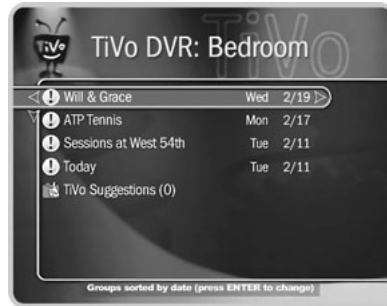 TiVo
TiVo DVR: Bedroom
TiVo
Will & Grace Wed 2/19
ATP Tennis Mon 2/17
Sessions at West 54th Tue 2/11
Today Tue 2/11
TiVo Suggestions (0)
Groups sorted by date (press ENTER to change)